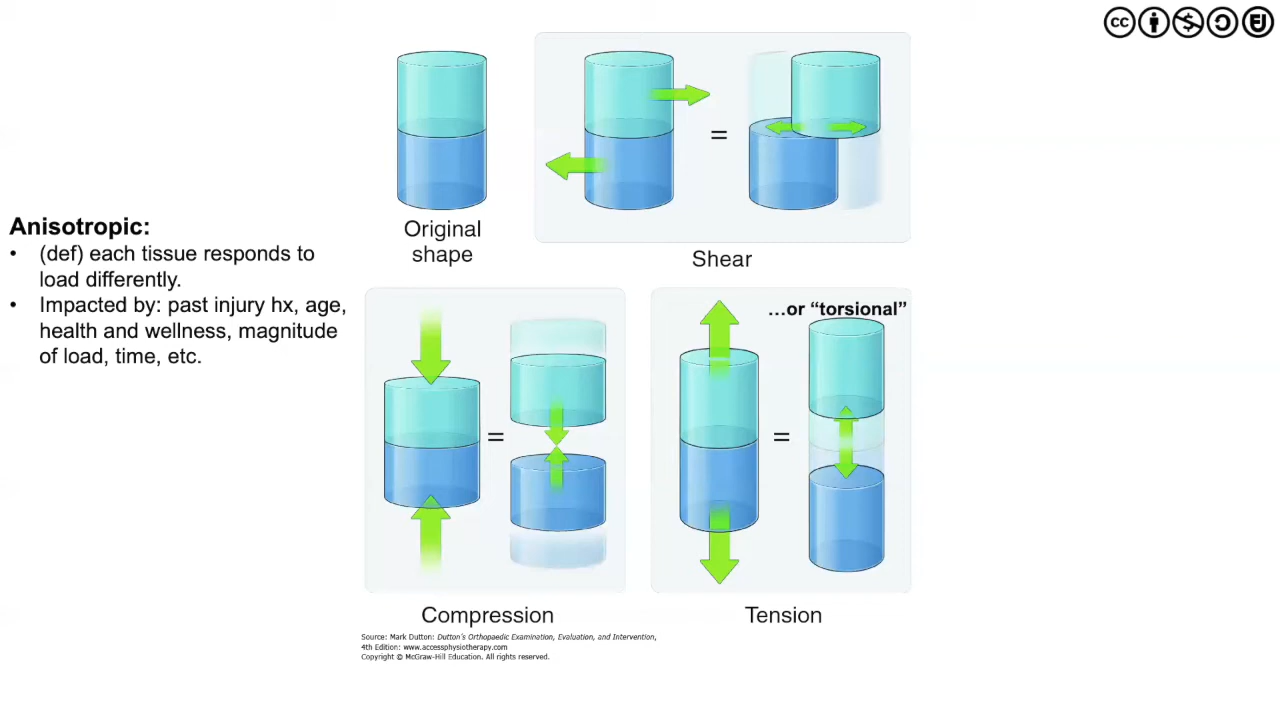 Anisotropic:
• (def) each tissue responds to
load differently.
• Impacted by: past injury hx, age,
health and wellness, magnitude
of load, time, etc.
Original
shape
=
Shear
=
Compression
…or “torsional”
=
Tension
Source: Mark Dutton: Dutton's Orthopaedic Examination, Evaluation, and Intervention,
4th Edition: www.accessphysiotherapy.com
Copyright © McGraw-Hill Education. All rights reserved.
cc